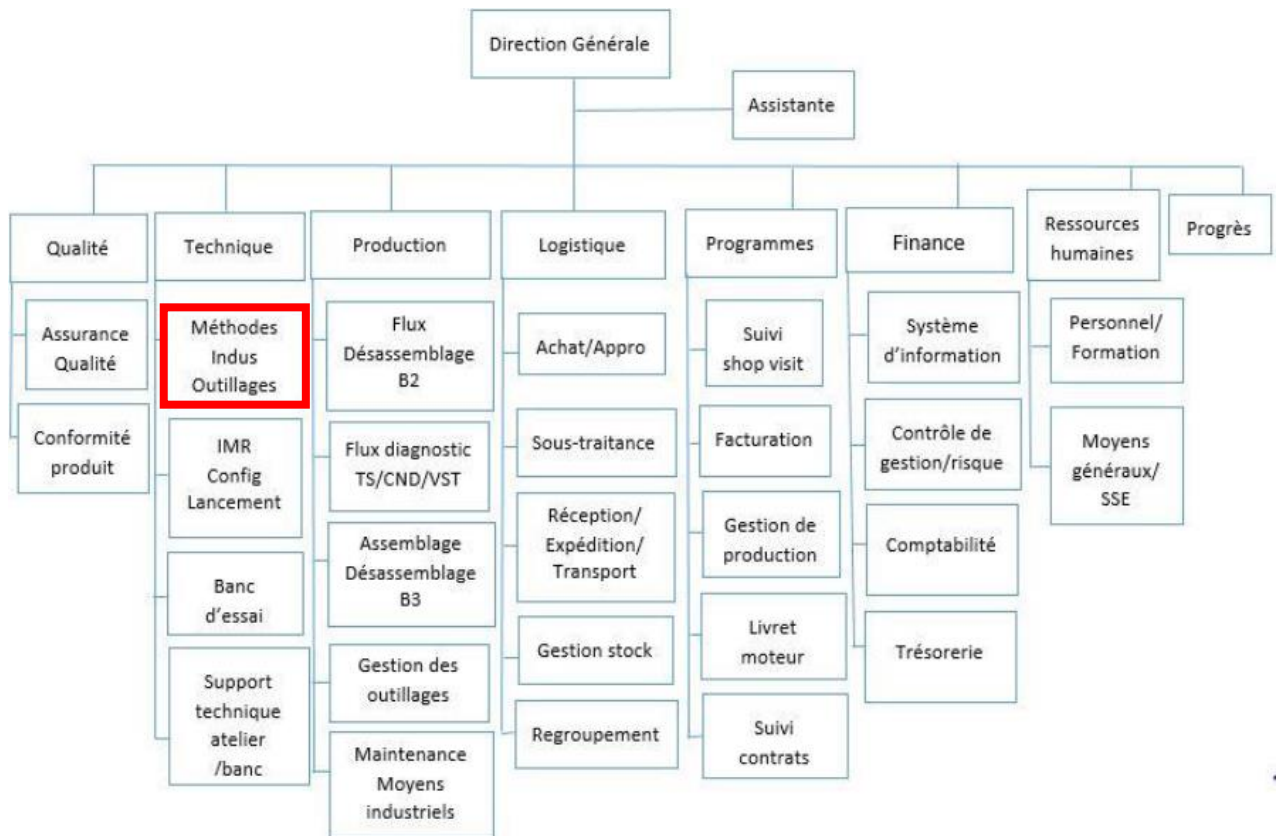 Direction Générale
Assistante
Qualité
Technique
Production
Logistique
Programmes
Finance
Ressources
humaines
Progrès
Assurance
Qualité
Conformité
produit
Méthodes
Indus
Outillages
IMR
Config
Lancement
Banc
d'essai
Support
technique
atelier
/banc
Flux
Désassemblage
B2
Flux diagnostic
TS/CND/VST
Assemblage
Désassemblage
B3
Gestion des
outillages
Maintenance
Moyens
industriels
Achat/Appro
Sous-traitance
Réception/
Expédition/
Transport
Gestion stock
Regroupement
Suivi
shop visit
Facturation
Gestion de
production
Livret
moteur
Suivi
contrats
Système
d'information
Contrôle de
gestion/risque
Comptabilité
Trésorerie
Personnel/
Formation
Moyens
généraux/
SSE